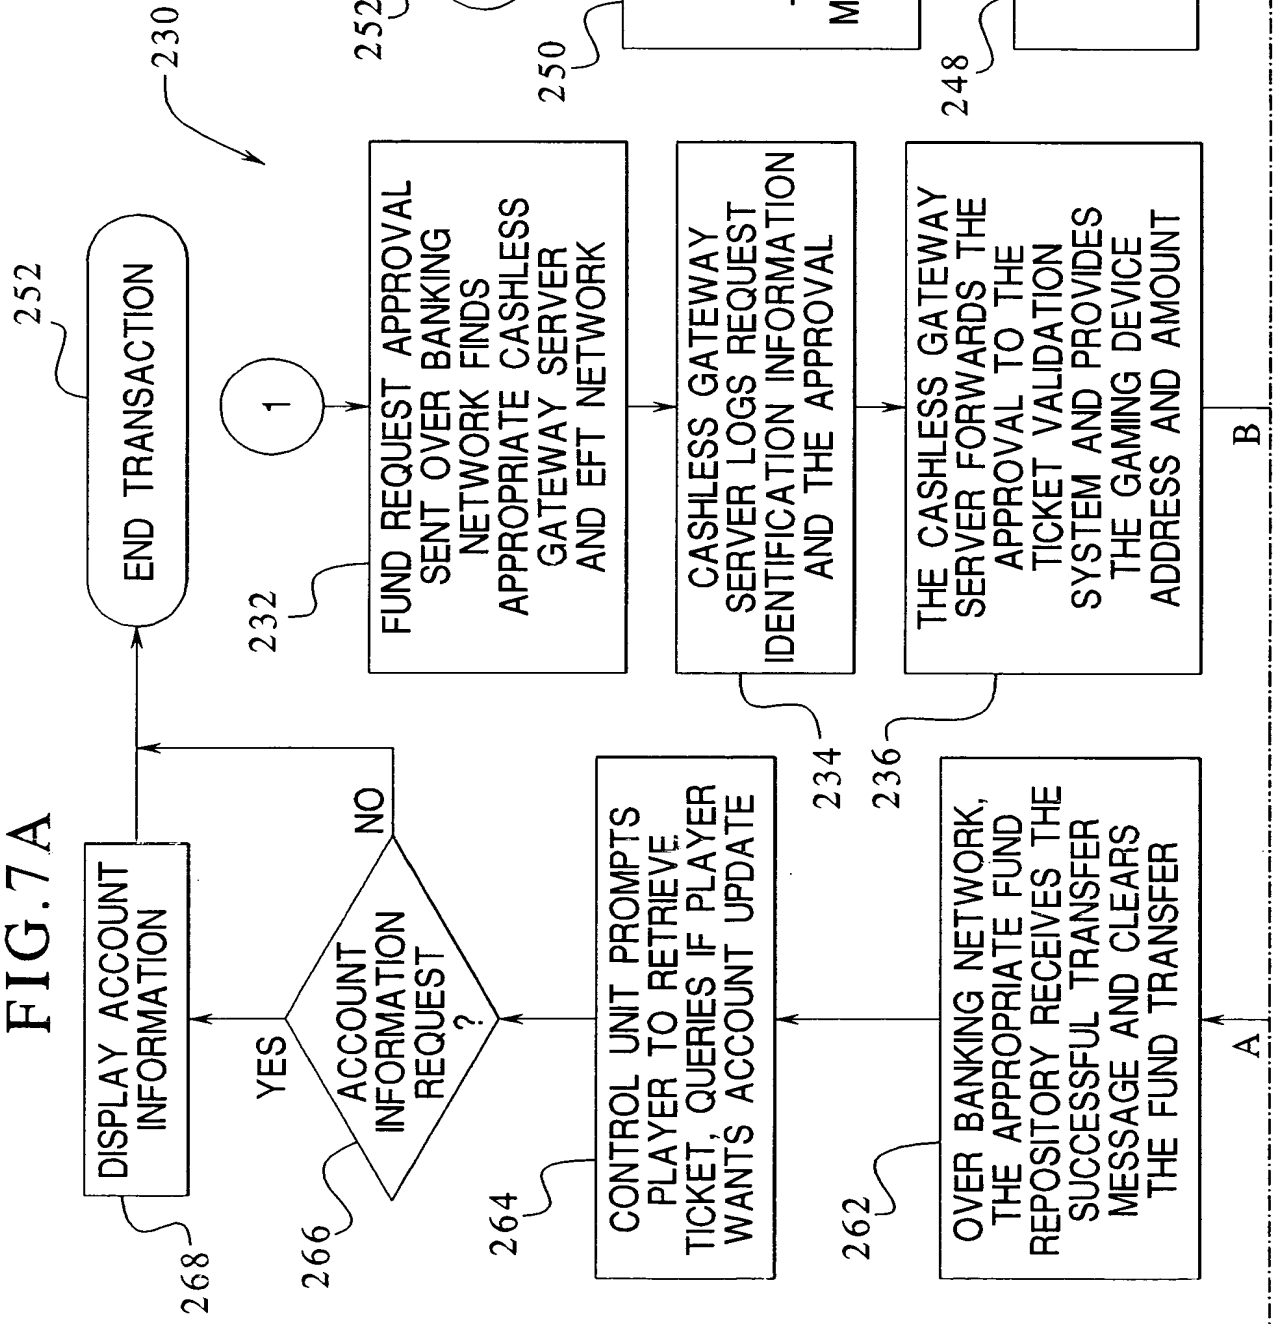 FIG.7A
268
DISPLAY ACCOUNT
INFORMATION
252
END TRANSACTION
230
266
ACCOUNT
INFORMATION
REQUEST
?
YES
NO
264
CONTROL UNIT PROMPTS
PLAYER TO RETRIEVE
TICKET, QUERIES IF PLAYER
WANTS ACCOUNT UPDATE
262
OVER BANKING NETWORK,
THE APPROPRIATE FUND
REPOSITORY RECEIVES THE
SUCCESSFUL TRANSFER
MESSAGE AND CLEARS
THE FUND TRANSFER
A
1
232
FUND REQUEST APPROVAL
SENT OVER BANKING
NETWORK FINDS
APPROPRIATE CASHLESS
GATEWAY SERVER
AND EFT NETWORK
234
CASHLESS GATEWAY
SERVER LOGS REQUEST
IDENTIFICATION INFORMATION
AND THE APPROVAL
236
THE CASHLESS GATEWAY
SERVER FORWARDS THE
APPROVAL TO THE
TICKET VALIDATION
SYSTEM AND PROVIDES
THE GAMING DEVICE
ADDRESS AND AMOUNT
B
252
250
M
248